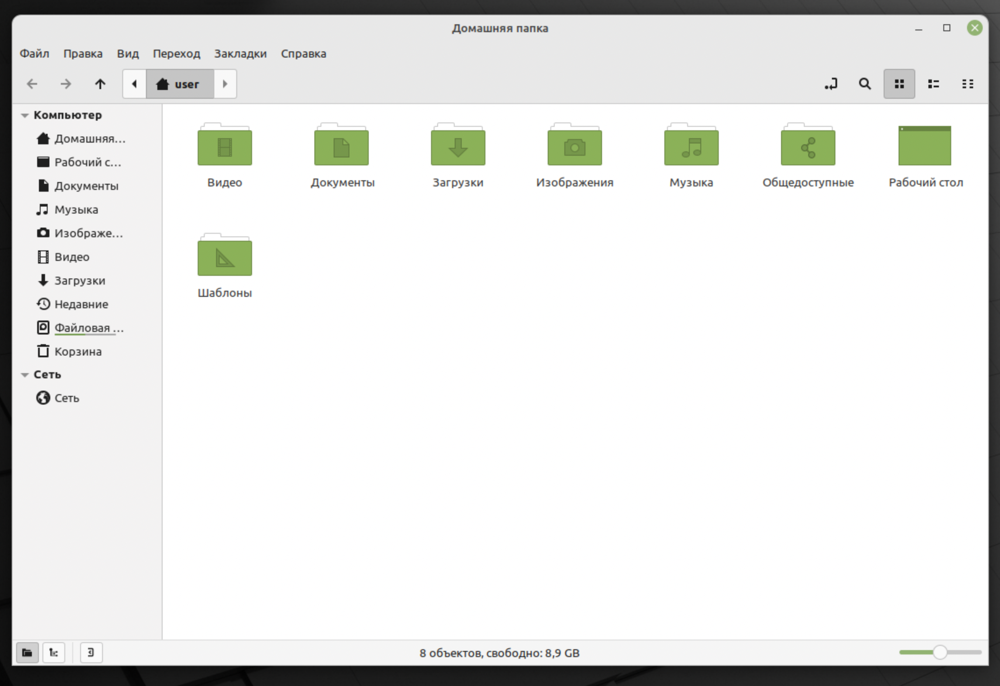 Домашняя папка
Файл Правка Вид Переход Закладки Справка
user
Компьютер
Домашняя...
Рабочий с...
Документы
Музыка
Изображе...
Видео
Загрузки
Недавние
Файловая ...
Корзина
Сеть
Сеть
Видео Документы Загрузки Изображения Музыка Общедоступные Рабочий стол
Шаблоны
8 объектов, свободно: 8,9 GB